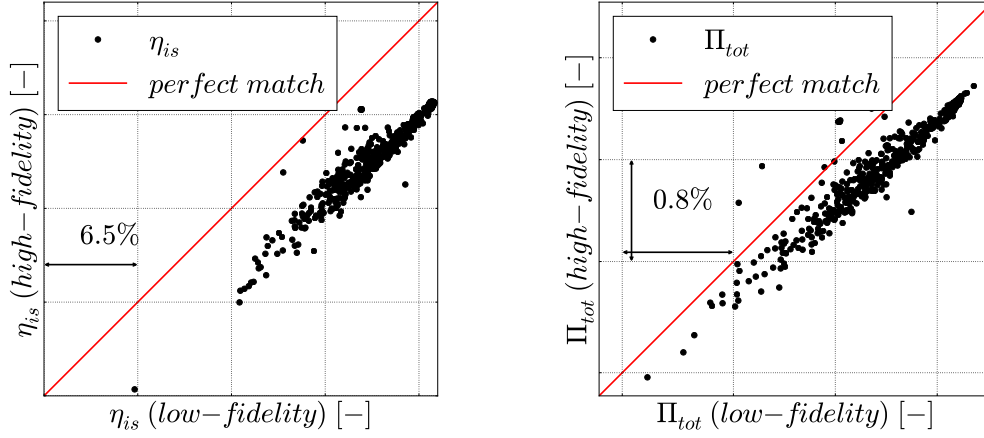 η_is
perfect match
6.5%
η_is (high−fidelity) [−]
η_is (low−fidelity) [−]
Π_tot
perfect match
0.8%
Π_tot (high−fidelity) [−]
Π_tot (low−fidelity) [−]